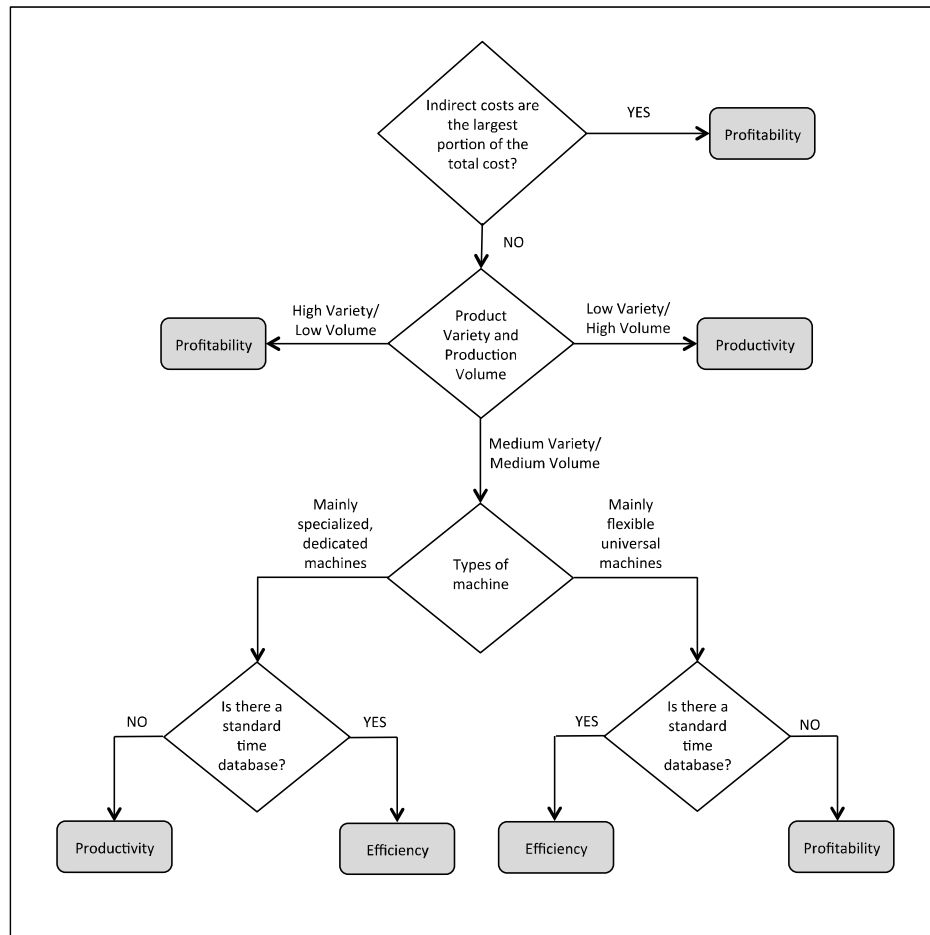 Indirect costs are
the largest
portion of the
total cost?
YES
Profitability
NO
High Variety/
Low Volume
Low Variety/
High Volume
Profitability
Product
Variety and
Production
Volume
Productivity
Medium Variety/
Medium Volume
Mainly
specialized,
dedicated
machines
Mainly
flexible
universal
machines
Types of
machine
NO
Is there a
standard
time
database?
YES
YES
Is there a
standard
time
database?
NO
Productivity
Efficiency
Efficiency
Profitability